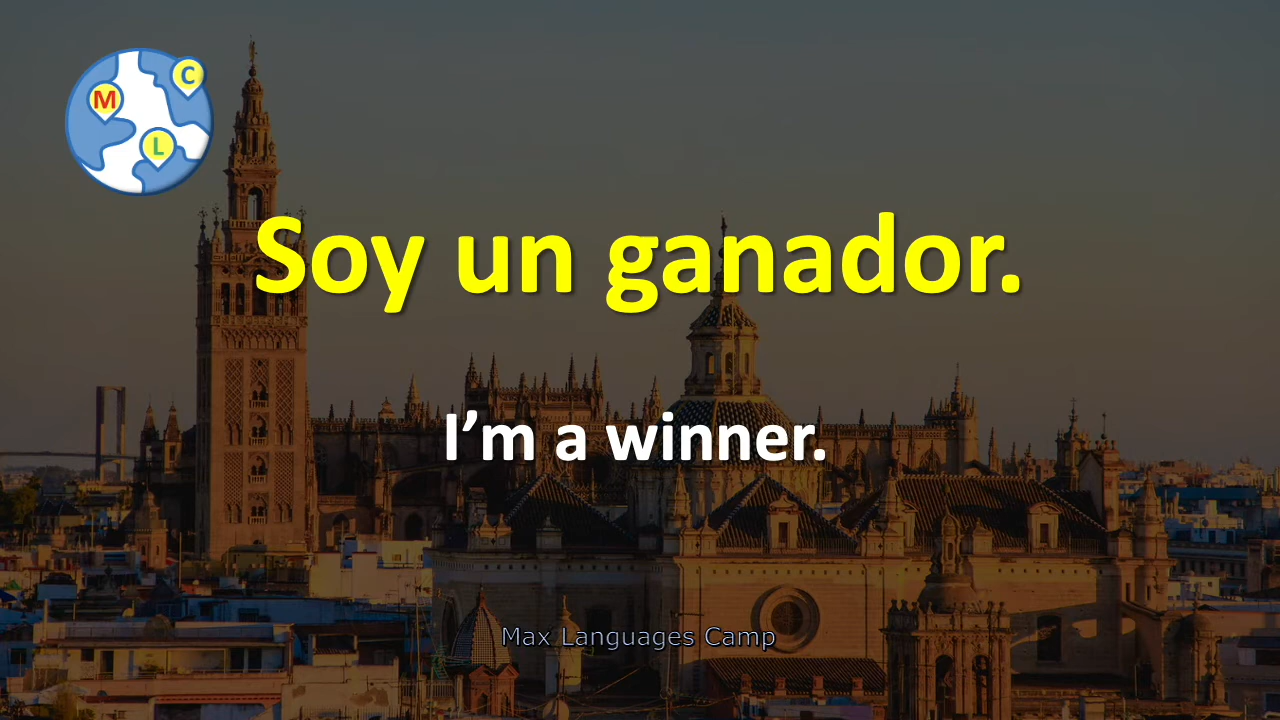 C
M
L
Soy un ganador.
I’m a winner.
Max Languages Camp